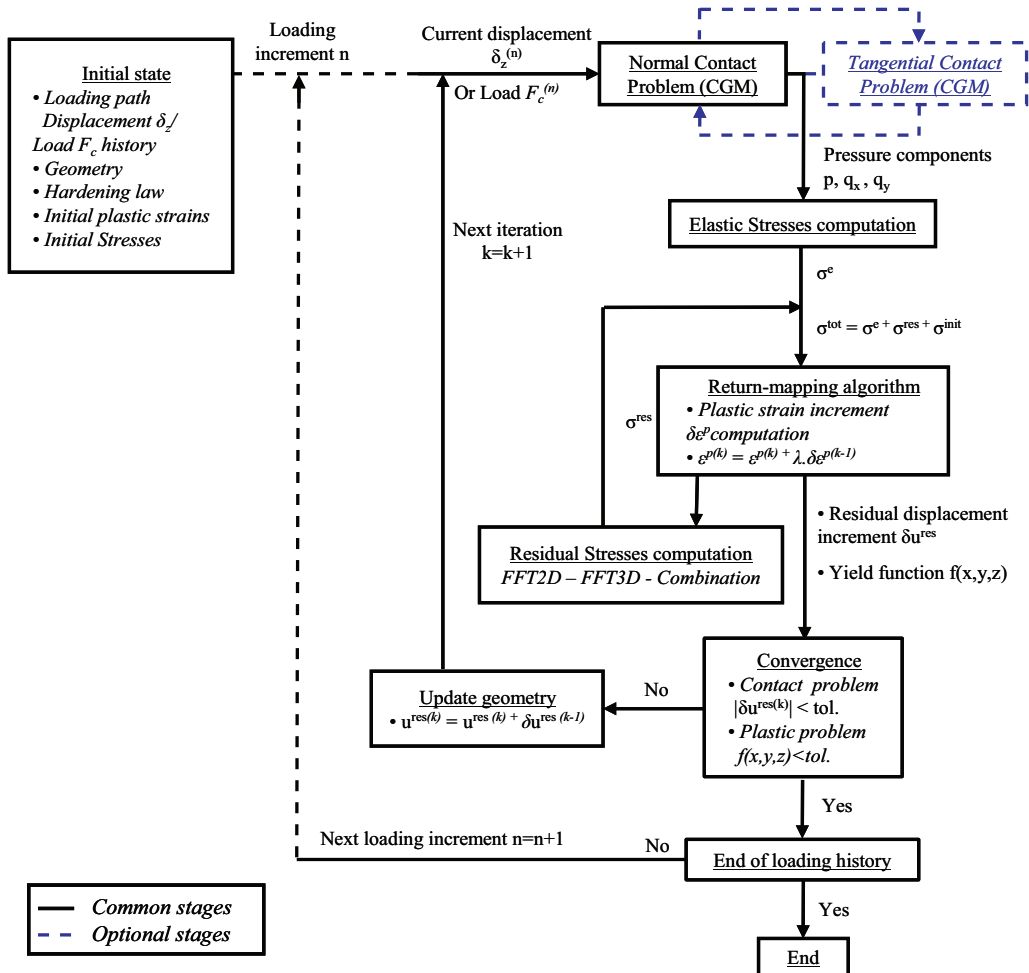 Initial state
• Loading path
Displacement δz/
Load Fc history
• Geometry
• Hardening law
• Initial plastic strains
• Initial Stresses
Loading
increment n
Current displacement
δz(n)
Or Load Fc(n)
Normal Contact
Problem (CGM)
Tangential Contact
Problem (CGM)
Pressure components
p, qx , qy
Elastic Stresses computation
σe
σtot = σe + σres + σinit
Next iteration
k=k+1
Return-mapping algorithm
• Plastic strain increment
δεp computation
• εp(k) = εp(k) + λ.δεp(k-1)
σres
Residual Stresses computation
FFT2D – FFT3D - Combination
• Residual displacement
increment δures
• Yield function f(x,y,z)
Convergence
• Contact problem
|δures(k)| < tol.
• Plastic problem
f(x,y,z)<tol.
No
Update geometry
• ures(k) = ures (k) + δures (k-1)
Yes
Next loading increment n=n+1
No
End of loading history
Yes
End
Common stages
Optional stages